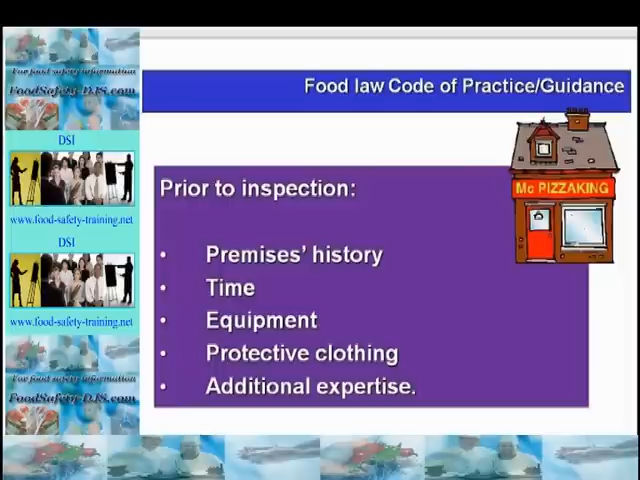 For food safety information
FoodSafety-DJS.com
DSI
www.food-safety-training.net
DSI
www.food-safety-training.net
For food safety information
FoodSafety-DJS.com
Food law Code of Practice/Guidance
Mc PIZZAKING
Prior to inspection:
• Premises' history
• Time
• Equipment
• Protective clothing
• Additional expertise.